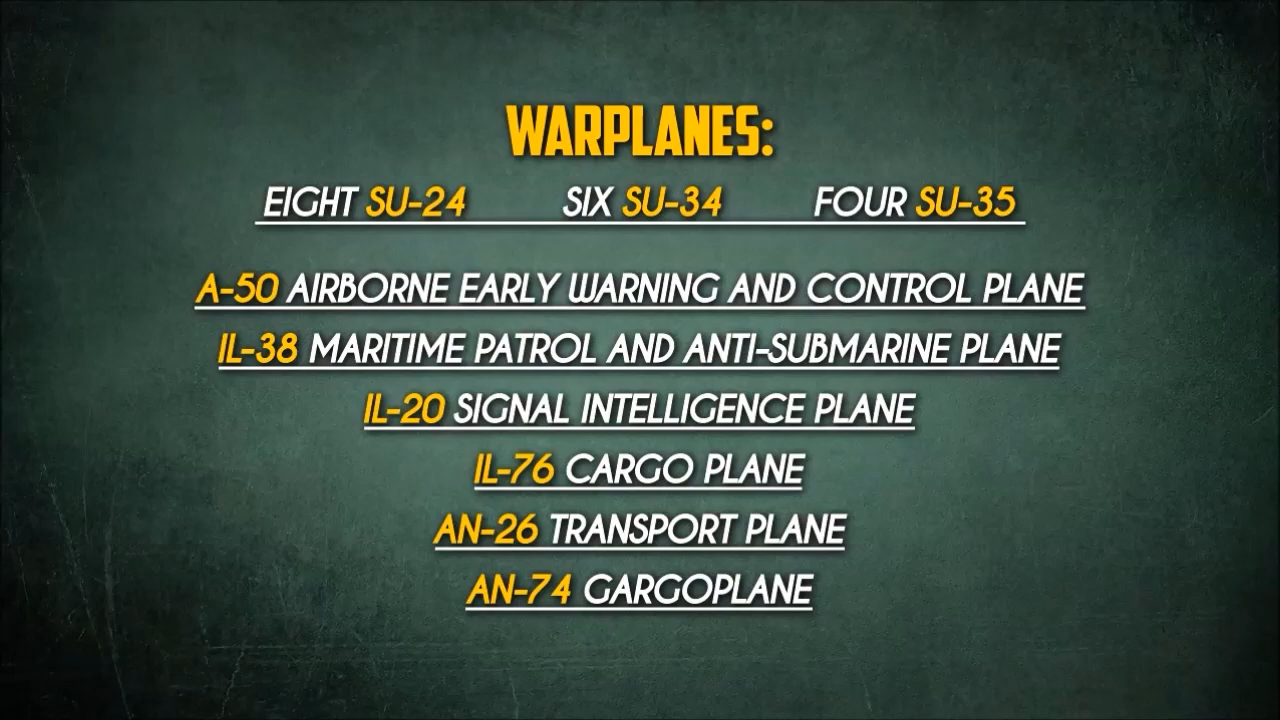 WARPLANES:
EIGHT SU-24 SIX SU-34 FOUR SU-35
A-50 AIRBORNE EARLY WARNING AND CONTROL PLANE
IL-38 MARITIME PATROL AND ANTI-SUBMARINE PLANE
IL-20 SIGNAL INTELLIGENCE PLANE
IL-76 CARGO PLANE
AN-26 TRANSPORT PLANE
AN-74 GARGOPLANE